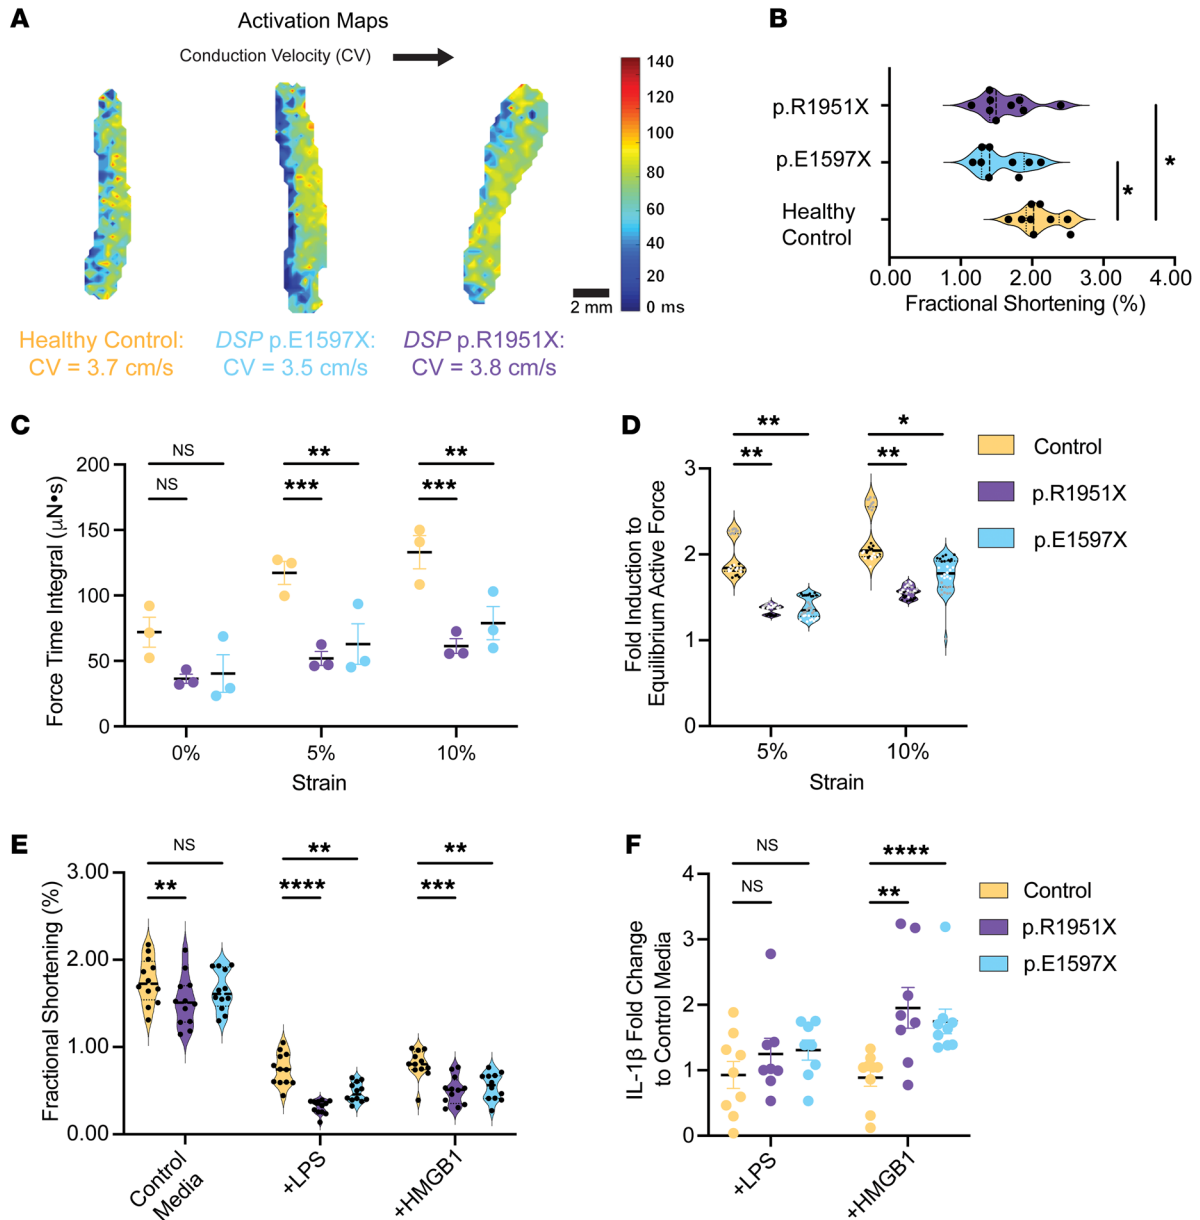 A
Activation Maps
Conduction Velocity (CV)
140
120
100
80
60
40
20
0 ms
2 mm
Healthy Control:
CV = 3.7 cm/s
DSP p.E1597X:
CV = 3.5 cm/s
DSP p.R1951X:
CV = 3.8 cm/s
B
p.R1951X
p.E1597X
Healthy
Control
*
*
0.00 1.00 2.00 3.00 4.00
Fractional Shortening (%)
C
Force Time Integral (μN•s)
200
150
100
50
0
NS
NS
**
***
**
***
0% 5% 10%
Strain
D
Fold Induction to
Equilibrium Active Force
3
2
1
0
**
**
*
**
5% 10%
Strain
Control
p.R1951X
p.E1597X
E
Fractional Shortening (%)
3.00
2.00
1.00
0.00
NS
**
**
****
**
***
Control
Media
+LPS
+HMGB1
F
IL-1β Fold Change
to Control Media
4
3
2
1
0
NS
NS
****
**
+LPS
+HMGB1
Control
p.R1951X
p.E1597X